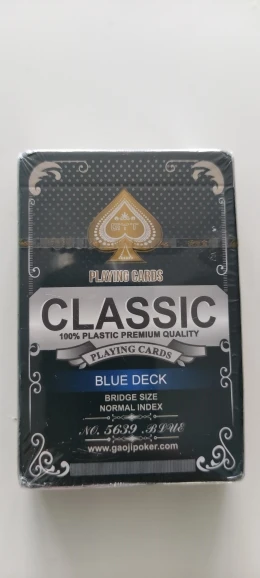 PLAYING CARDS
CLASSIC
100% PLASTIC PREMIUM QUALITY
PLAYING CARDS
BLUE DECK
BRIDGE SIZE
NORMAL INDEX
NO. 5639 .BLUE
www.gaojipoker.com